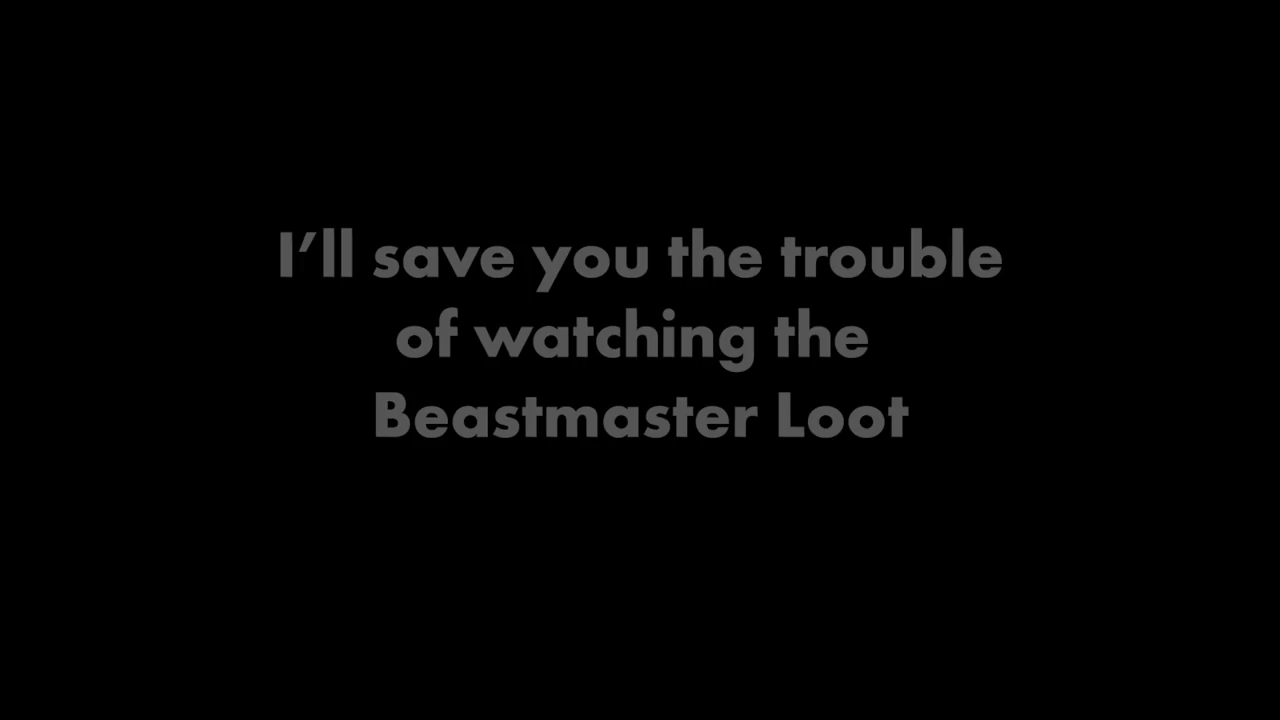 I’ll save you the trouble
of watching the
Beastmaster Loot